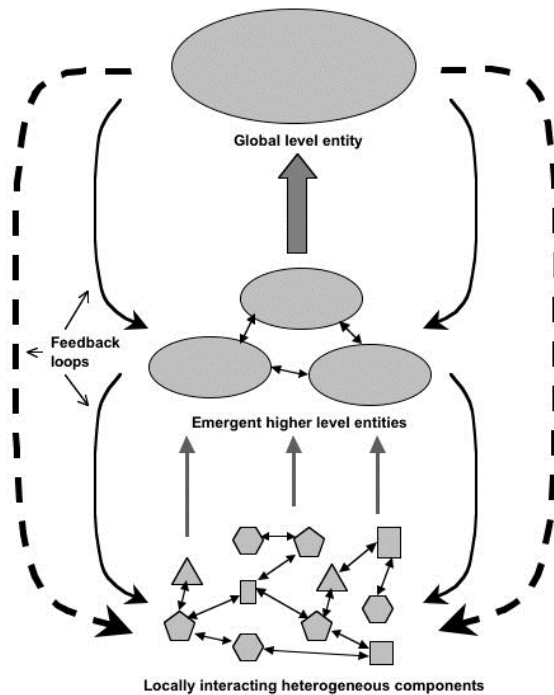 Global level entity
Feedback
loops
Emergent higher level entities
Locally interacting heterogeneous components